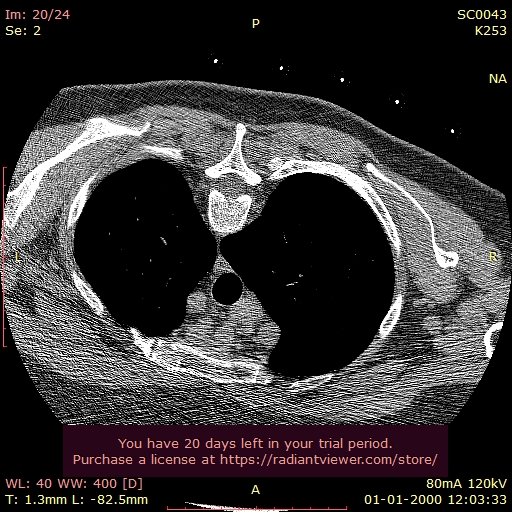 Im: 20/24
Se: 2
P
SC0043
K253
NA
L
R
You have 20 days left in your trial period.
Purchase a license at https://radiantviewer.com/store/
WL: 40 WW: 400 [D]
T: 1.3mm L: -82.5mm
A
80mA 120kV
01-01-2000 12:03:33